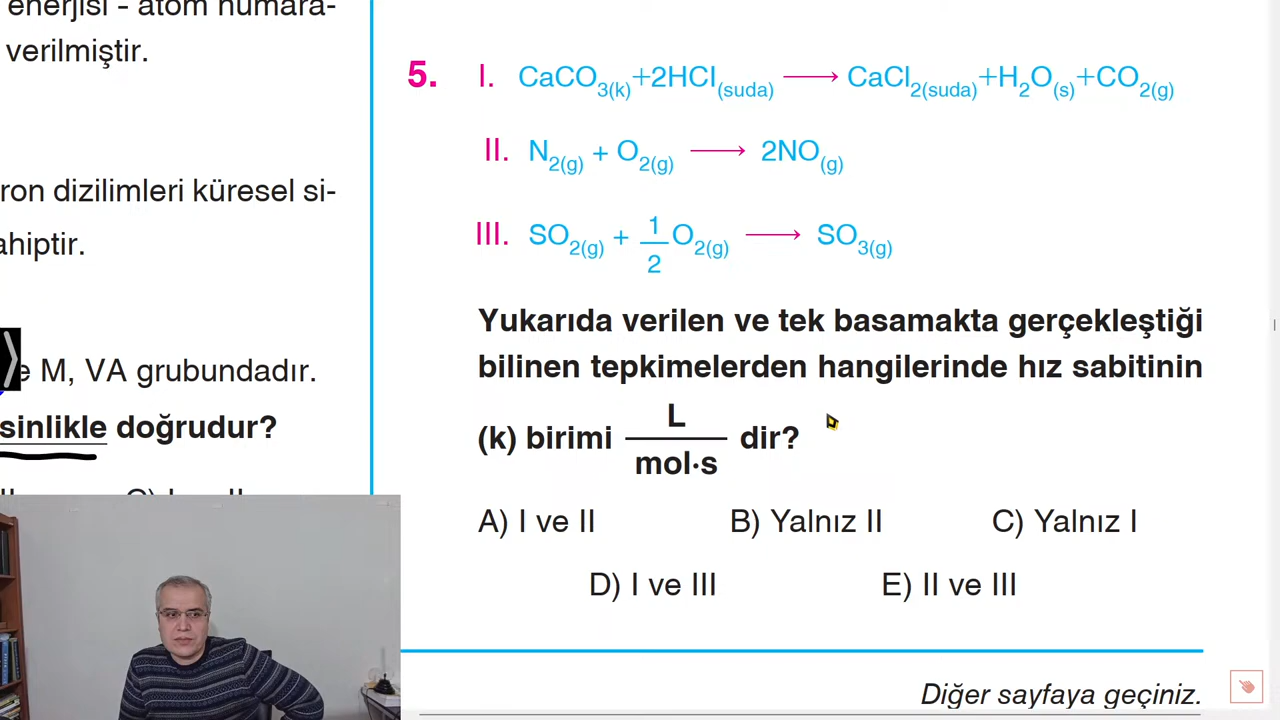 enerjisi - atom numara-
verilmiştir.
ron dizilimleri küresel si-
ahiptir.
e M, VA grubundadır.
sinlikle doğrudur?
5. I. CaCO3(k)+2HCl(suda) ⟶ CaCl2(suda)+H2O(s)+CO2(g)
II. N2(g) + O2(g) ⟶ 2NO(g)
III. SO2(g) + 1/2 O2(g) ⟶ SO3(g)
Yukarıda verilen ve tek basamakta gerçekleştiği
bilinen tepkimelerden hangilerinde hız sabitinin
(k) birimi L/mol·s dir?
A) I ve II B) Yalnız II C) Yalnız I
D) I ve III E) II ve III
Diğer sayfaya geçiniz.